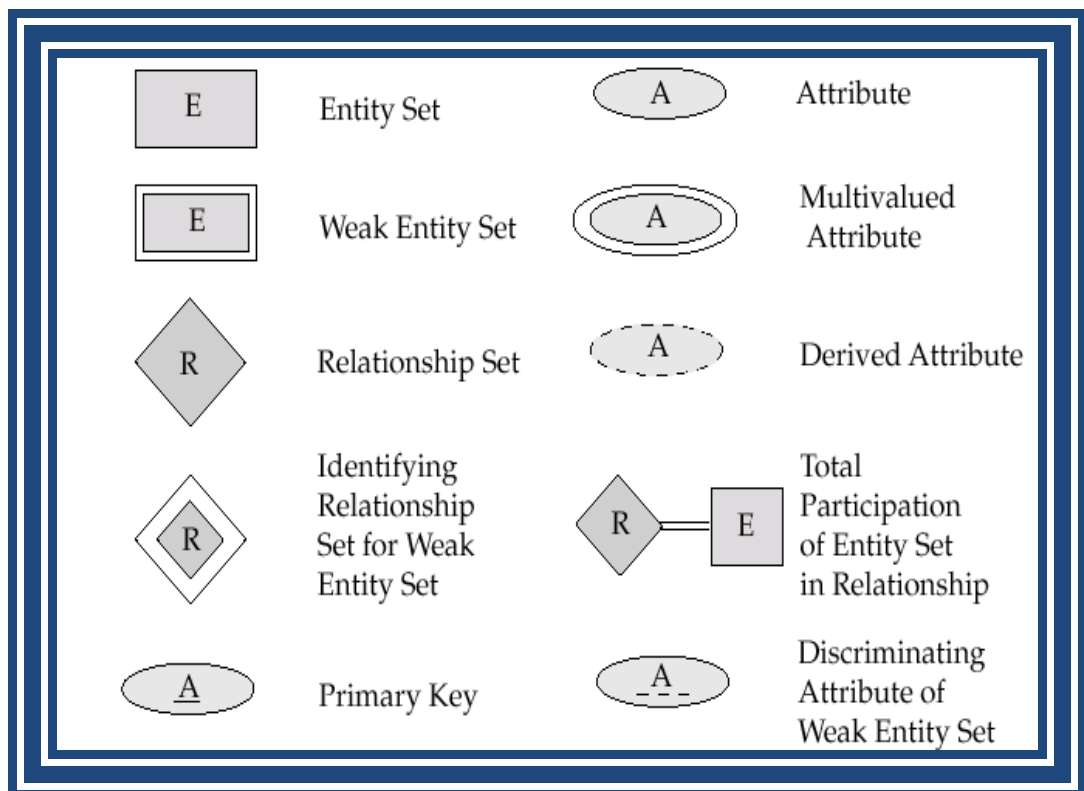 E
Entity Set
A
Attribute
E
Weak Entity Set
A
Multivalued
Attribute
R
Relationship Set
A
Derived Attribute
R
Identifying
Relationship
Set for Weak
Entity Set
R
E
Total
Participation
of Entity Set
in Relationship
A
Primary Key
A
Discriminating
Attribute of
Weak Entity Set